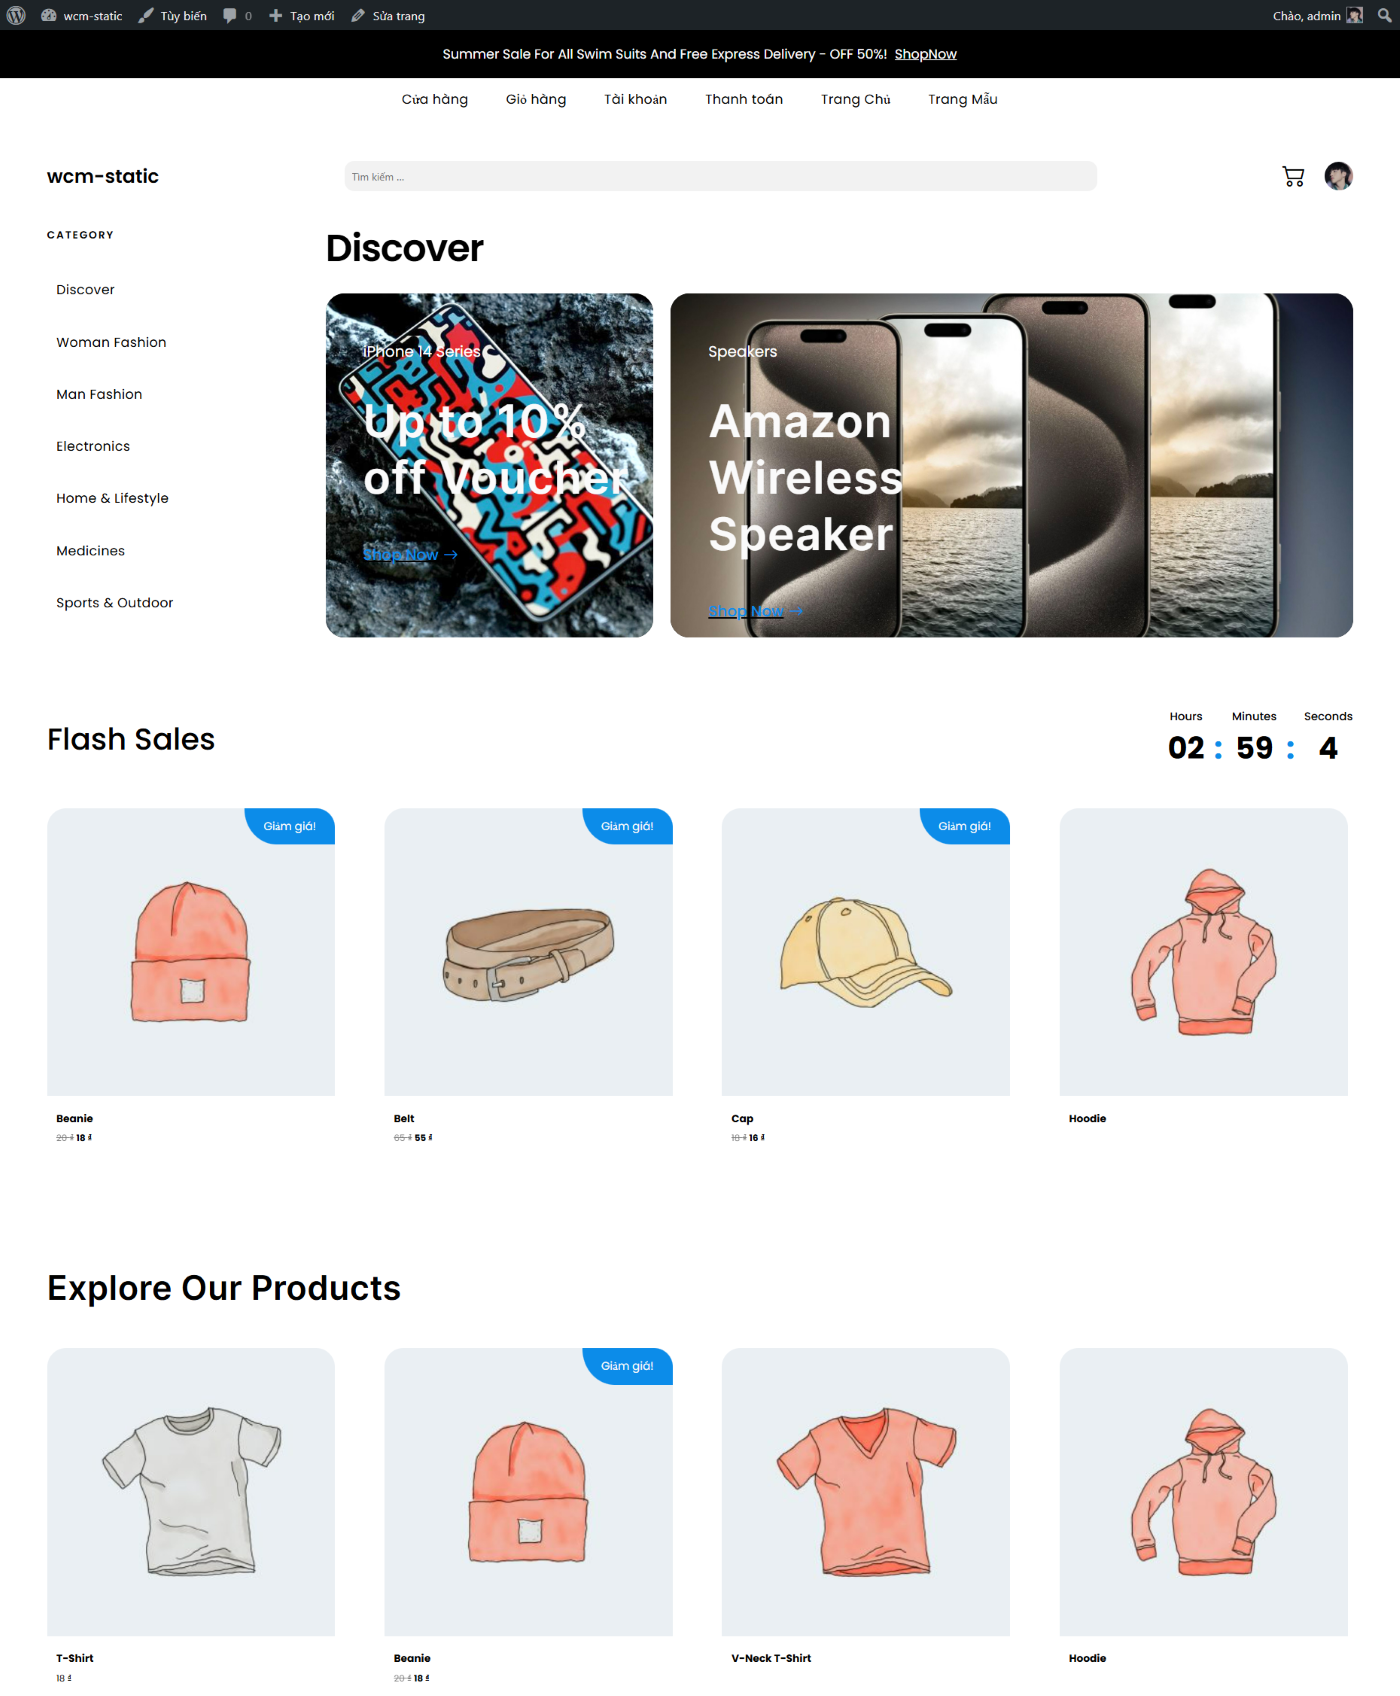 wcm-static
Tùy biến
0
Tạo mới
Sửa trang
Chào, admin
Summer Sale For All Swim Suits And Free Express Delivery - OFF 50%! ShopNow
Cửa hàng
Giỏ hàng
Tài khoản
Thanh toán
Trang Chủ
Trang Mẫu
wcm-static
Tìm kiếm ...
CATEGORY
Discover
Woman Fashion
Man Fashion
Electronics
Home & Lifestyle
Medicines
Sports & Outdoor
Discover
iPhone 14 Series
Up to 10%
off Voucher
Shop Now →
Speakers
Amazon
Wireless
Speaker
Shop Now →
Flash Sales
Hours
Minutes
Seconds
02 : 59 : 4
Giảm giá!
Giảm giá!
Giảm giá!
Beanie
20 ₫ 18 ₫
Belt
65 ₫ 55 ₫
Cap
18 ₫ 16 ₫
Hoodie
Explore Our Products
Giảm giá!
T-Shirt
18 ₫
Beanie
20 ₫ 18 ₫
V-Neck T-Shirt
Hoodie